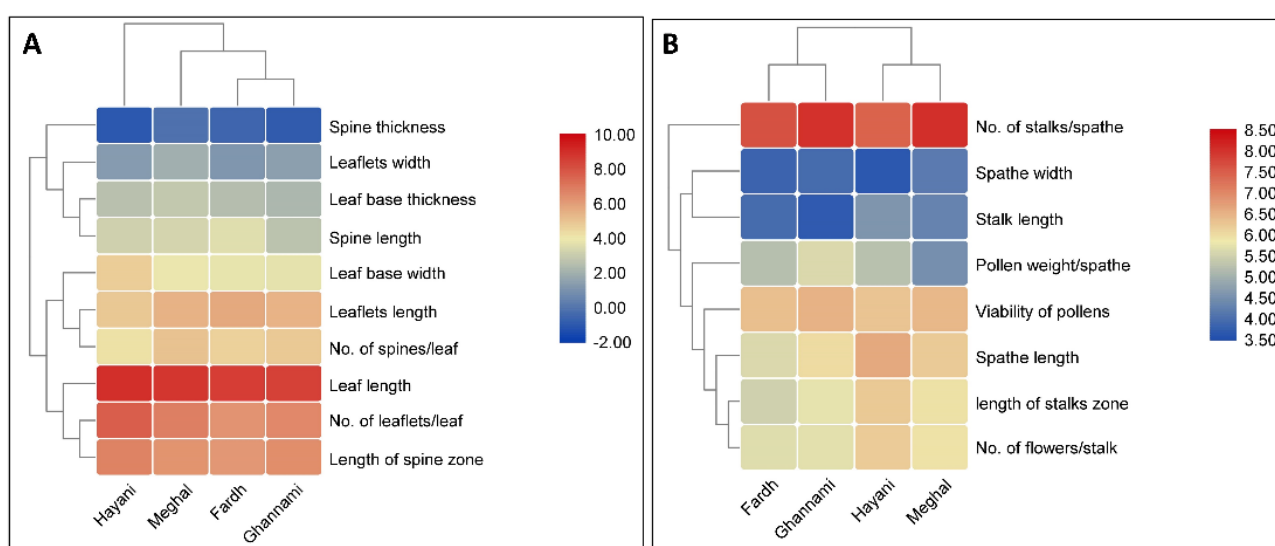 A
Spine thickness
Leaflets width
Leaf base thickness
Spine length
Leaf base width
Leaflets length
No. of spines/leaf
Leaf length
No. of leaflets/leaf
Length of spine zone
10.00
8.00
6.00
4.00
2.00
0.00
-2.00
Hayani
Meghal
Fardh
Ghannami
B
No. of stalks/spathe
Spathe width
Stalk length
Pollen weight/spathe
Viability of pollens
Spathe length
length of stalks zone
No. of flowers/stalk
8.50
8.00
7.50
7.00
6.50
6.00
5.50
5.00
4.50
4.00
3.50
Fardh
Ghannami
Hayani
Meghal